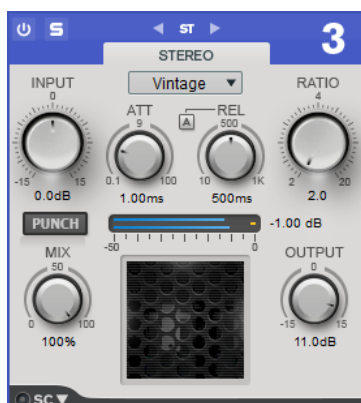 S ST 3
STEREO
INPUT Vintage RATIO
0 ATT REL 4
9 A 500
-15 15 0.1 100 10 1K 2 20
0.0dB 1.00ms 500ms 2.0
PUNCH -1.00 dB
-50 0
MIX OUTPUT
50 0
0 100 -15 15
100% 11.0dB
SC